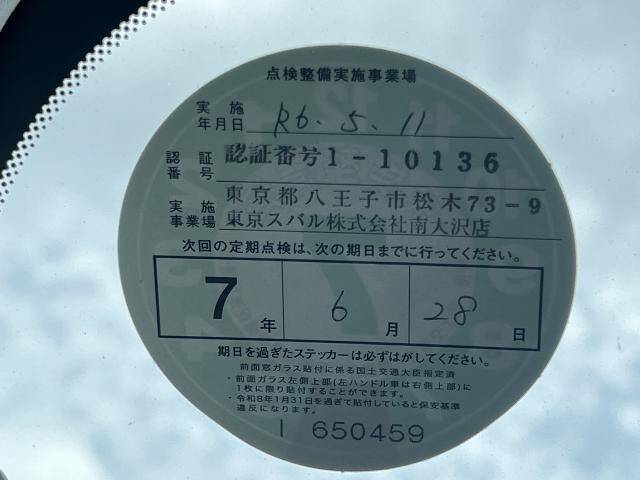 点検整備実施事業場
実施年月日 R6.5.11
認証番号 認証番号1-10136
東京都八王子市松木73-9
実施事業場 東京スバル株式会社南大沢店
次回の定期点検は、次の期日までに行ってください。
7年 6月 28日
期日を過ぎたステッカーは必ずはがしてください。
前面窓ガラス貼付に係る国土交通大臣指定済
・前面ガラス左側上部(左ハンドル車は右側上部)に
1枚に限り貼付することができます。
・令和8年1月31日を過ぎて貼付していると保安基準
違反になります。
I 650459